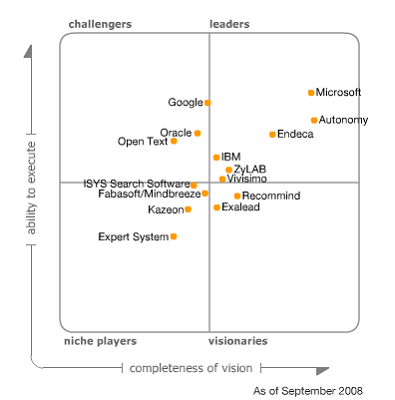 challengers
leaders
Microsoft
Google
Autonomy
Oracle
Endeca
Open Text
IBM
ZyLAB
Vivisimo
ISYS Search Software
Fabasoft/Mindbreeze
Recommind
Kazeon
Exalead
Expert System
ability to execute
niche players
visionaries
completeness of vision
As of September 2008